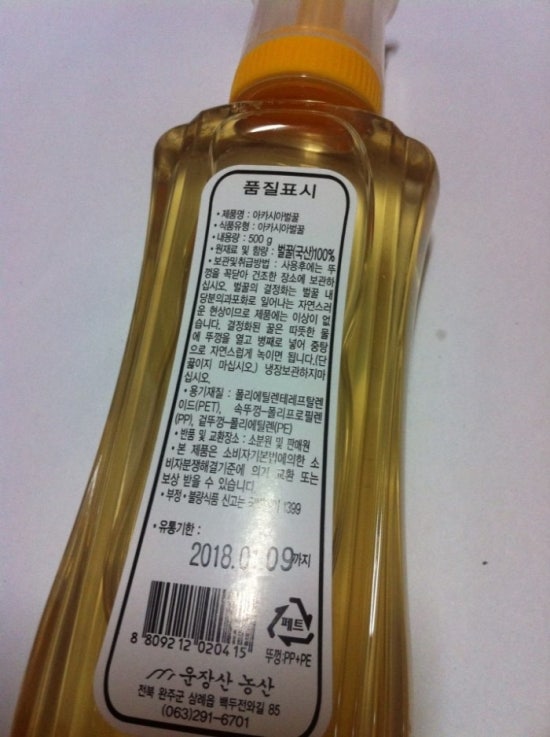 품질표시
• 제품명 : 아카시아벌꿀
• 식품유형 : 아카시아벌꿀
• 내용량 : 500 g
• 원재료 및 함량 : 벌꿀(국산)100%
• 보관및취급방법 : 사용후에는 뚜
껑을 꼭닫아 건조한 장소에 보관하
십시오. 벌꿀의 결정화는 벌꿀 내
당분의과포화로 일어나는 자연스러
운 현상이므로 제품에는 이상이 없
습니다. 결정화된 꿀은 따뜻한 물
에 뚜껑을 열고 병째로 넣어 중탕
으로 자연스럽게 녹이면 됩니다.(단
끓이지 마십시오.) 냉장보관하지마
십시오.
• 용기재질 : 폴리에틸렌테레프탈렌
이드(PET), 속뚜껑–폴리프로필렌
(PP), 겉뚜껑–폴리에틸렌(PE)
• 반품 및 교환장소 : 소분원 및 판매원
• 본 제품은 소비자기본법에의한 소
비자분쟁해결기준에 의거 교환 또는
보상 받을 수 있습니다.
• 부정·불량식품 신고는 1399
• 유통기한 :
2018. 09까지
8 809212 020415
페트
뚜껑:PP+PE
운장산 농산
전북 완주군 삼례읍 백두전와길 85
(063)291-6701